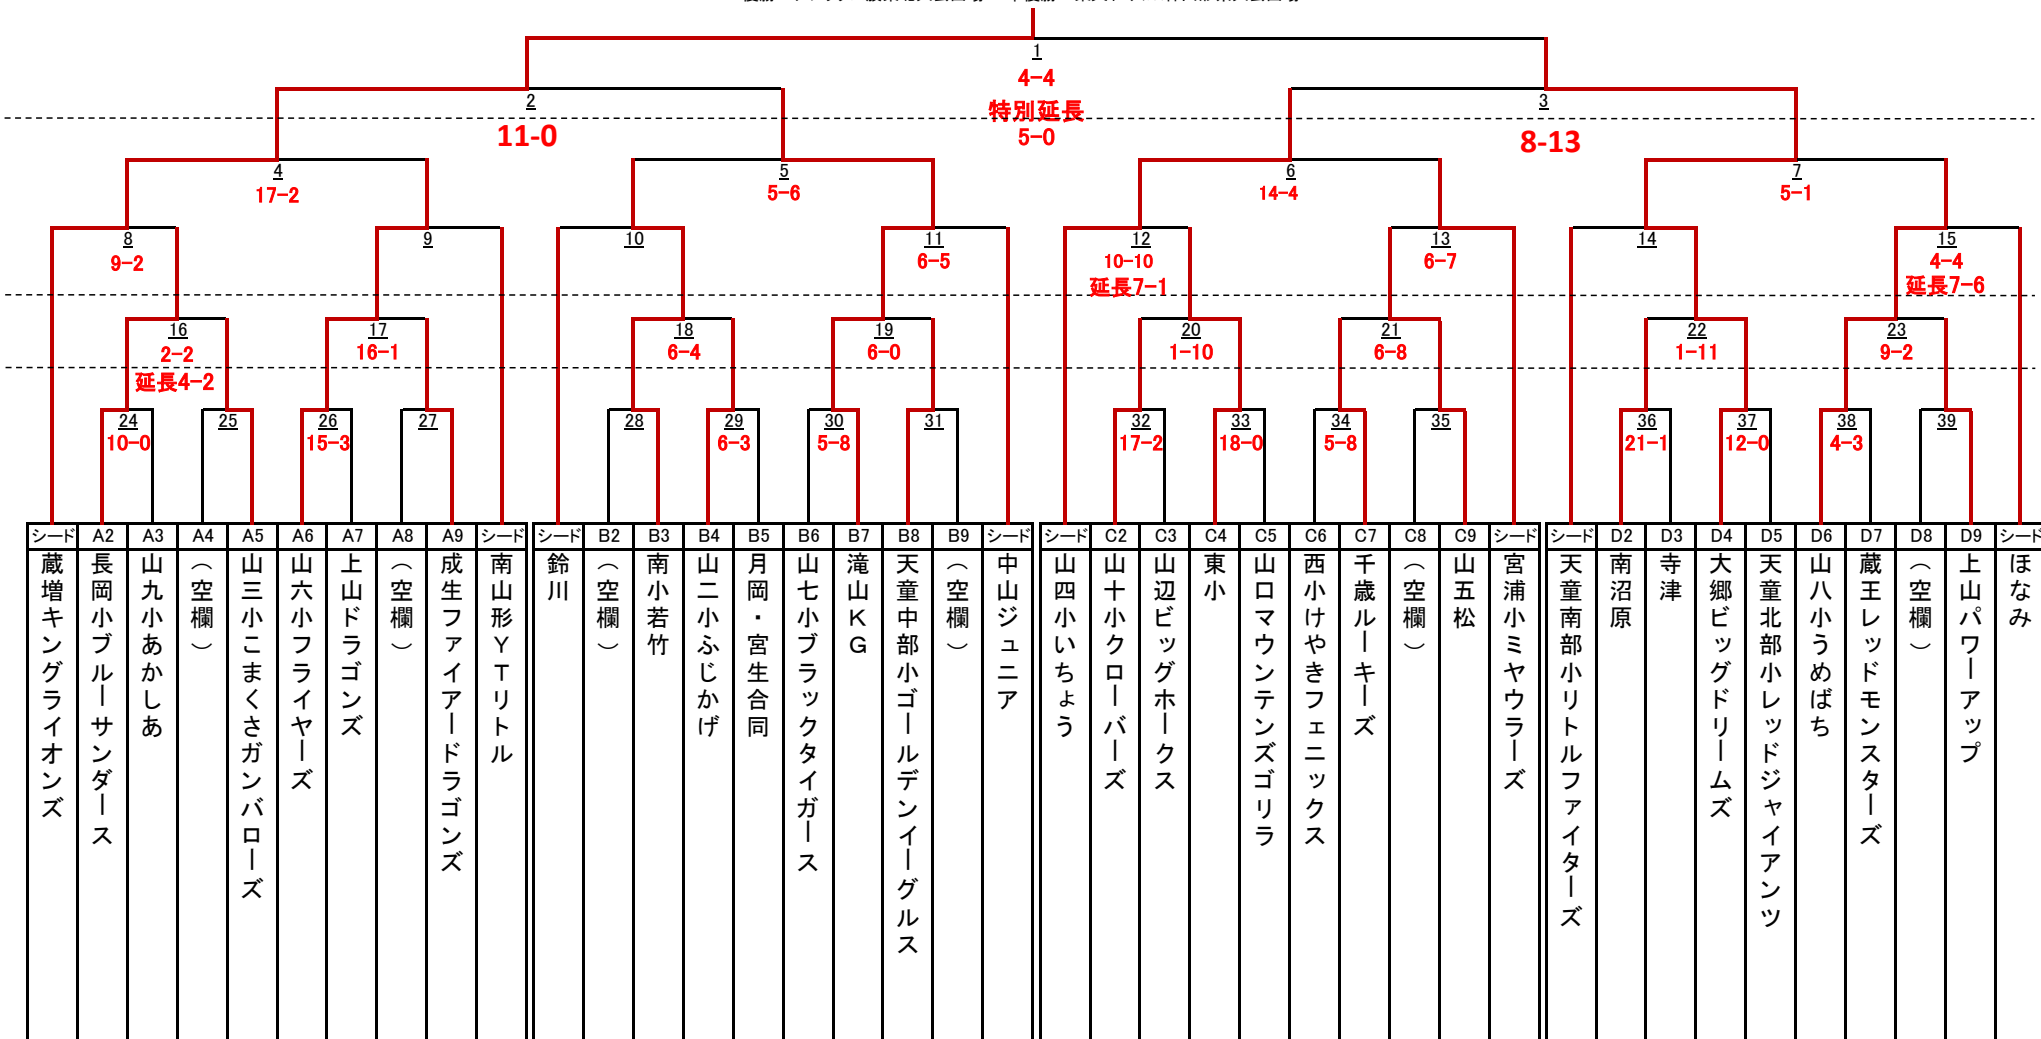 1
4-4
特別延長
5-0
2
11-0
3
8-13
4
17-2
5
5-6
6
14-4
7
5-1
8
9-2
9
10
11
6-5
12
10-10
延長7-1
13
6-7
14
15
4-4
延長7-6
16
2-2
延長4-2
17
16-1
18
6-4
19
6-0
20
1-10
21
6-8
22
1-11
23
9-2
24
10-0
25
26
15-3
27
28
29
6-3
30
5-8
31
32
17-2
33
18-0
34
5-8
35
36
21-1
37
12-0
38
4-3
39
シード
蔵増キングライオンズ
A2
長岡小ブルーサンダース
A3
山九小あかしあ
A4
（空欄）
A5
山三小こまくさガンバローズ
A6
山六小フライヤーズ
A7
上山ドラゴンズ
A8
（空欄）
A9
成生ファイアードラゴンズ
シード
南山形YTリトル
シード
鈴川
B2
（空欄）
B3
南小若竹
B4
山二小ふじかげ
B5
月岡・宮生合同
B6
山七小ブラックタイガース
B7
滝山KG
B8
天童中部小ゴールデンイーグルス
B9
（空欄）
シード
中山ジュニア
シード
山四小いちょう
C2
山十小クローバーズ
C3
山辺ビッグホークス
C4
東小
C5
山口マウンテンズゴリラ
C6
西小けやきフェニックス
C7
千歳ルーキーズ
C8
（空欄）
C9
山五松
シード
宮浦小ミヤウラーズ
シード
天童南部小リトルファイターズ
D2
南沼原
D3
寺津
D4
大郷ビッグドリームズ
D5
天童北部小レッドジャイアンツ
D6
山八小うめばち
D7
蔵王レッドモンスターズ
D8
（空欄）
D9
上山パワーアップ
シード
ほなみ